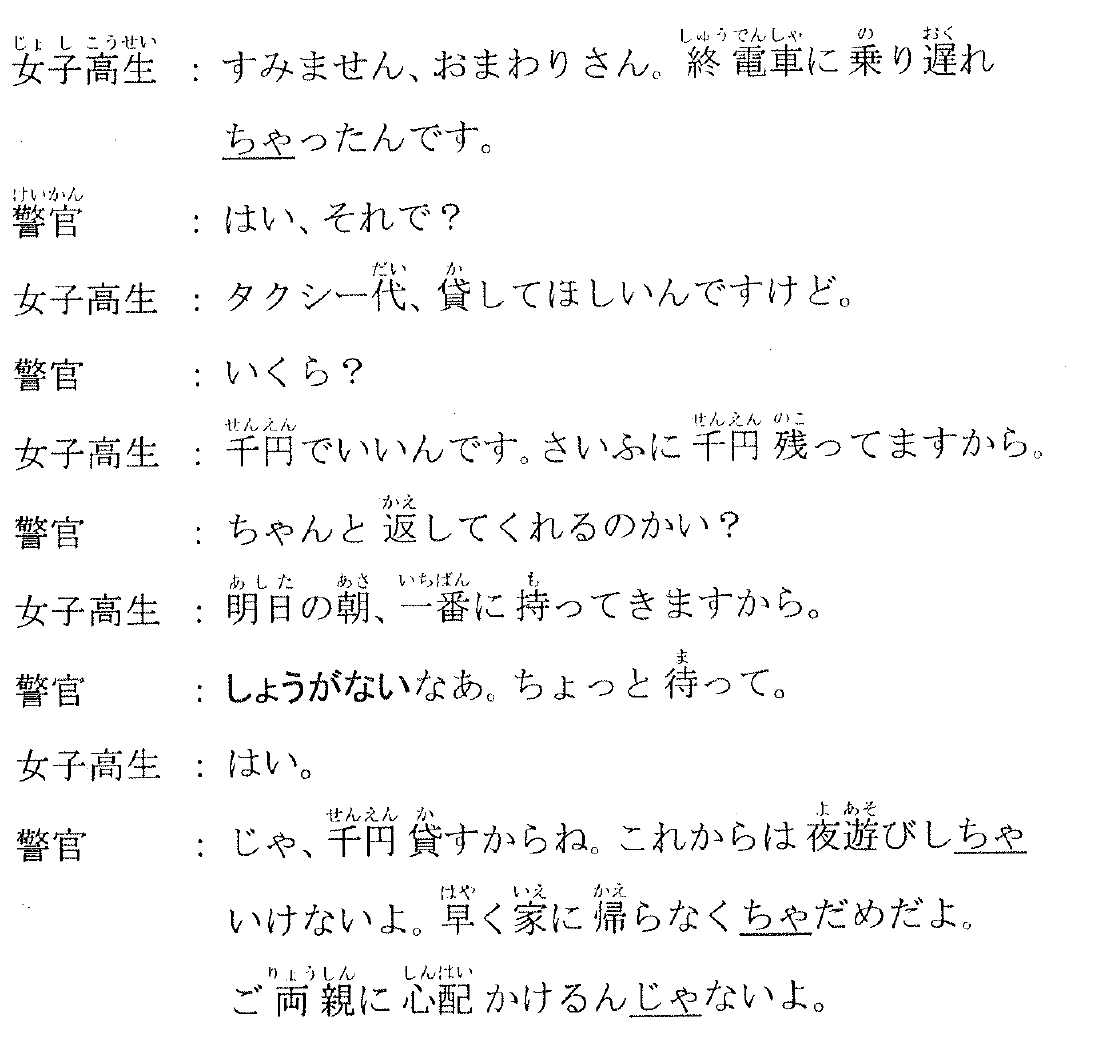 女子高生 : すみません、おまわりさん。終電車に乗り遅れ
ちゃったんです。
警官 : はい、それで？
女子高生 : タクシー代、貸してほしいんですけど。
警官 : いくら？
女子高生 : 千円でいいんです。さいふに千円残ってますから。
警官 : ちゃんと返してくれるのかい？
女子高生 : 明日の朝、一番に持ってきますから。
警官 : しょうがないなあ。ちょっと待って。
女子高生 : はい。
警官 : じゃ、千円貸すからね。これからは夜遊びしちゃ
いけないよ。早く家に帰らなくちゃだめだよ。
ご両親に心配かけるんじゃないよ。